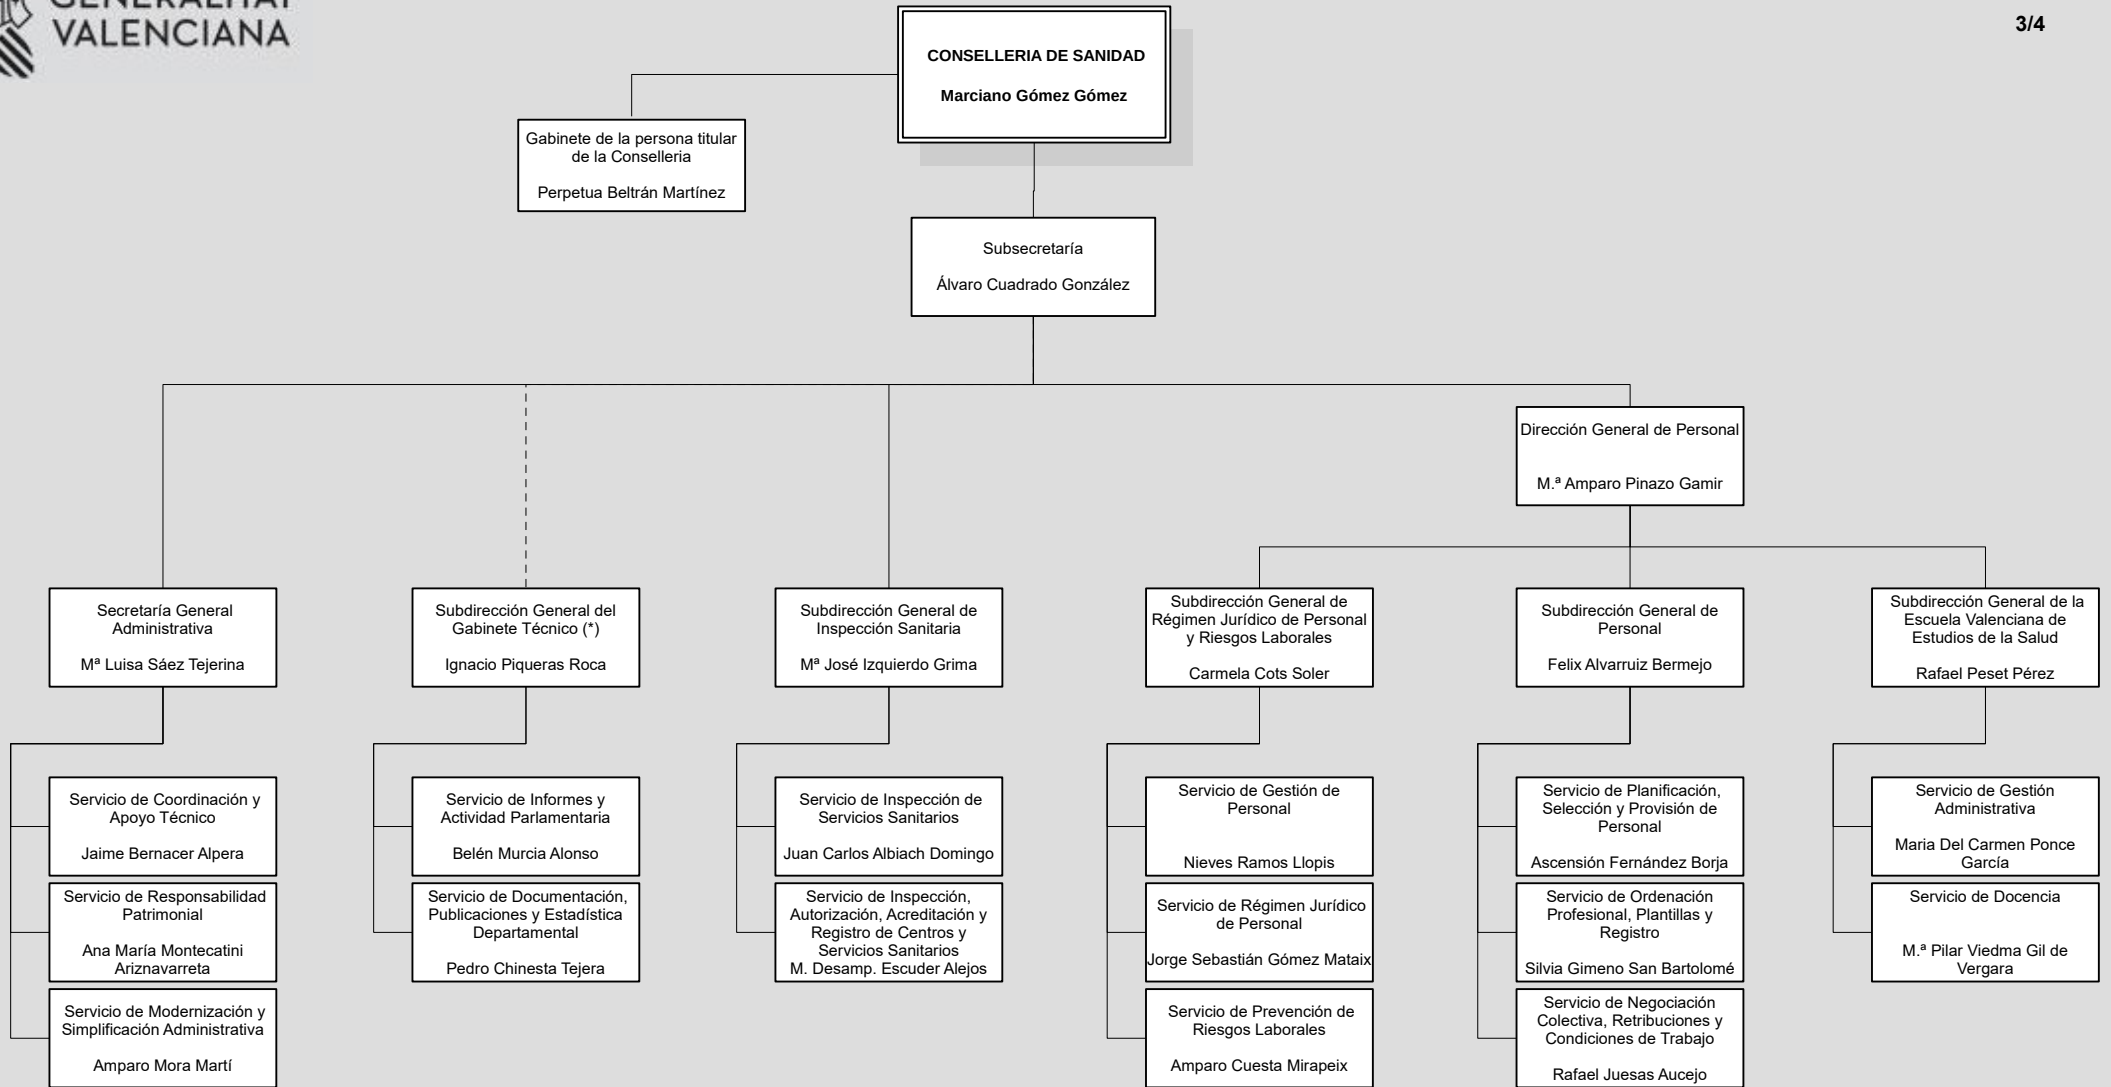 GENERALITAT
VALENCIANA
3/4
CONSELLERIA DE SANIDAD
Marciano Gómez Gómez
Gabinete de la persona titular
de la Conselleria
Perpetua Beltrán Martínez
Subsecretaría
Álvaro Cuadrado González
Dirección General de Personal
M.ª Amparo Pinazo Gamir
Secretaría General
Administrativa
Mª Luisa Sáez Tejerina
Subdirección General del
Gabinete Técnico (*)
Ignacio Piqueras Roca
Subdirección General de
Inspección Sanitaria
Mª José Izquierdo Grima
Subdirección General de
Régimen Jurídico de Personal
y Riesgos Laborales
Carmela Cots Soler
Subdirección General de
Personal
Felix Alvarruiz Bermejo
Subdirección General de la
Escuela Valenciana de
Estudios de la Salud
Rafael Peset Pérez
Servicio de Coordinación y
Apoyo Técnico
Jaime Bernacer Alpera
Servicio de Informes y
Actividad Parlamentaria
Belén Murcia Alonso
Servicio de Inspección de
Servicios Sanitarios
Juan Carlos Albiach Domingo
Servicio de Gestión de
Personal
Nieves Ramos Llopis
Servicio de Planificación,
Selección y Provisión de
Personal
Ascensión Fernández Borja
Servicio de Gestión
Administrativa
Maria Del Carmen Ponce
García
Servicio de Responsabilidad
Patrimonial
Ana María Montecatini
Ariznavarreta
Servicio de Documentación,
Publicaciones y Estadística
Departamental
Pedro Chinesta Tejera
Servicio de Inspección,
Autorización, Acreditación y
Registro de Centros y
Servicios Sanitarios
M. Desamp. Escuder Alejos
Servicio de Régimen Jurídico
de Personal
Jorge Sebastián Gómez Mataix
Servicio de Ordenación
Profesional, Plantillas y
Registro
Silvia Gimeno San Bartolomé
Servicio de Docencia
M.ª Pilar Viedma Gil de
Vergara
Servicio de Modernización y
Simplificación Administrativa
Amparo Mora Martí
Servicio de Prevención de
Riesgos Laborales
Amparo Cuesta Mirapeix
Servicio de Negociación
Colectiva, Retribuciones y
Condiciones de Trabajo
Rafael Juesas Aucejo